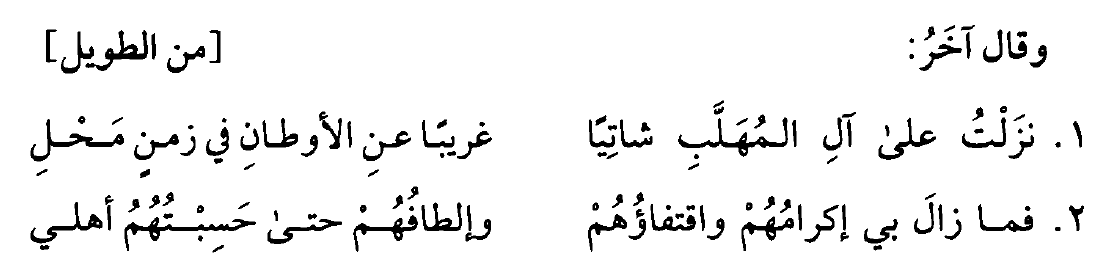 وقال آخَرُ: [من الطويل]
١. نزَلْتُ علىٰ آلِ المُهَلَّبِ شاتِيًا غريبًا عنِ الأوطانِ في زمنٍ مَحْلِ
٢. فما زالَ بي إكرامُهُمْ واقتفاؤُهُمْ وإلطافُهُمْ حتىٰ حَسِبْتُهُمُ أهلي